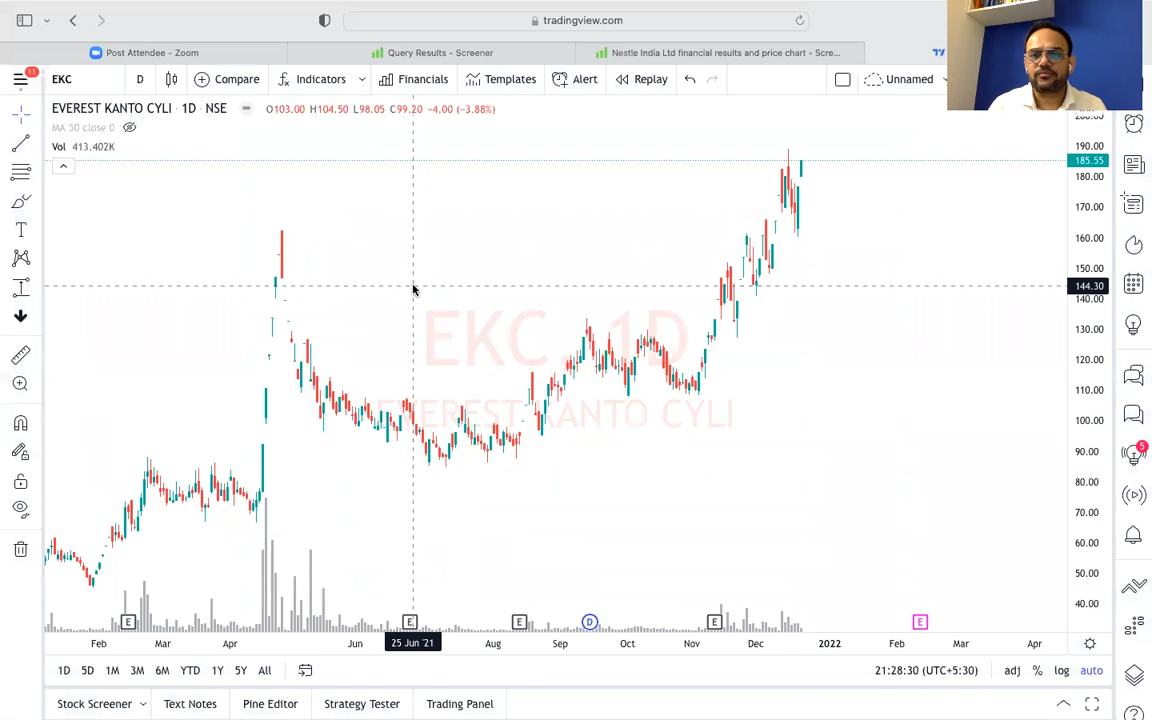 tradingview.com
Post Attendee - Zoom
Query Results - Screener
Nestle India Ltd financial results and price chart - Scre...
11
EKC D Compare Indicators Financials Templates Alert Replay Unnamed
EVEREST KANTO CYLI · 1D · NSE O103.00 H104.50 L98.05 C99.20 −4.00 (−3.88%)
MA 50 close 0
Vol 413.402K
190.00
185.55
180.00
170.00
160.00
150.00
144.30
140.00
130.00
120.00
110.00
100.00
90.00
80.00
70.00
60.00
50.00
40.00
EKC, 1D
EVEREST KANTO CYLI
5
E E E D E E
Feb Mar Apr Jun 25 Jun '21 Aug Sep Oct Nov Dec 2022 Feb Mar Apr
1D 5D 1M 3M 6M YTD 1Y 5Y All 21:28:30 (UTC+5:30) adj % log auto
Stock Screener Text Notes Pine Editor Strategy Tester Trading Panel